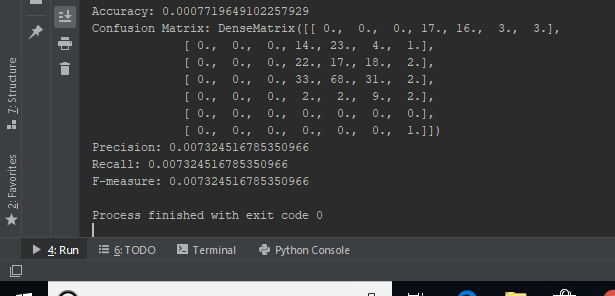 Accuracy: 0.0007719649102257929
Confusion Matrix: DenseMatrix([[ 0., 0., 0., 17., 16., 3., 3.],
[ 0., 0., 0., 14., 23., 4., 1.],
[ 0., 0., 0., 22., 17., 18., 2.],
[ 0., 0., 0., 33., 68., 31., 2.],
[ 0., 0., 0., 2., 2., 9., 2.],
[ 0., 0., 0., 0., 0., 0., 0.],
[ 0., 0., 0., 0., 0., 0., 1.]])
Precision: 0.007324516785350966
Recall: 0.007324516785350966
F-measure: 0.007324516785350966
Process finished with exit code 0
7: Structure
2: Favorites
4: Run 6: TODO Terminal Python Console